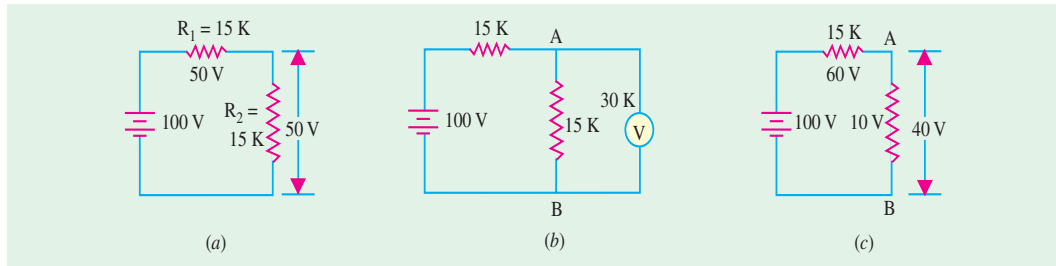 R₁ = 15 K
50 V
100 V
R₂ =
15 K
50 V
(a)
15 K
A
100 V
15 K
30 K
V
B
(b)
15 K
A
60 V
100 V
10 V
40 V
B
(c)